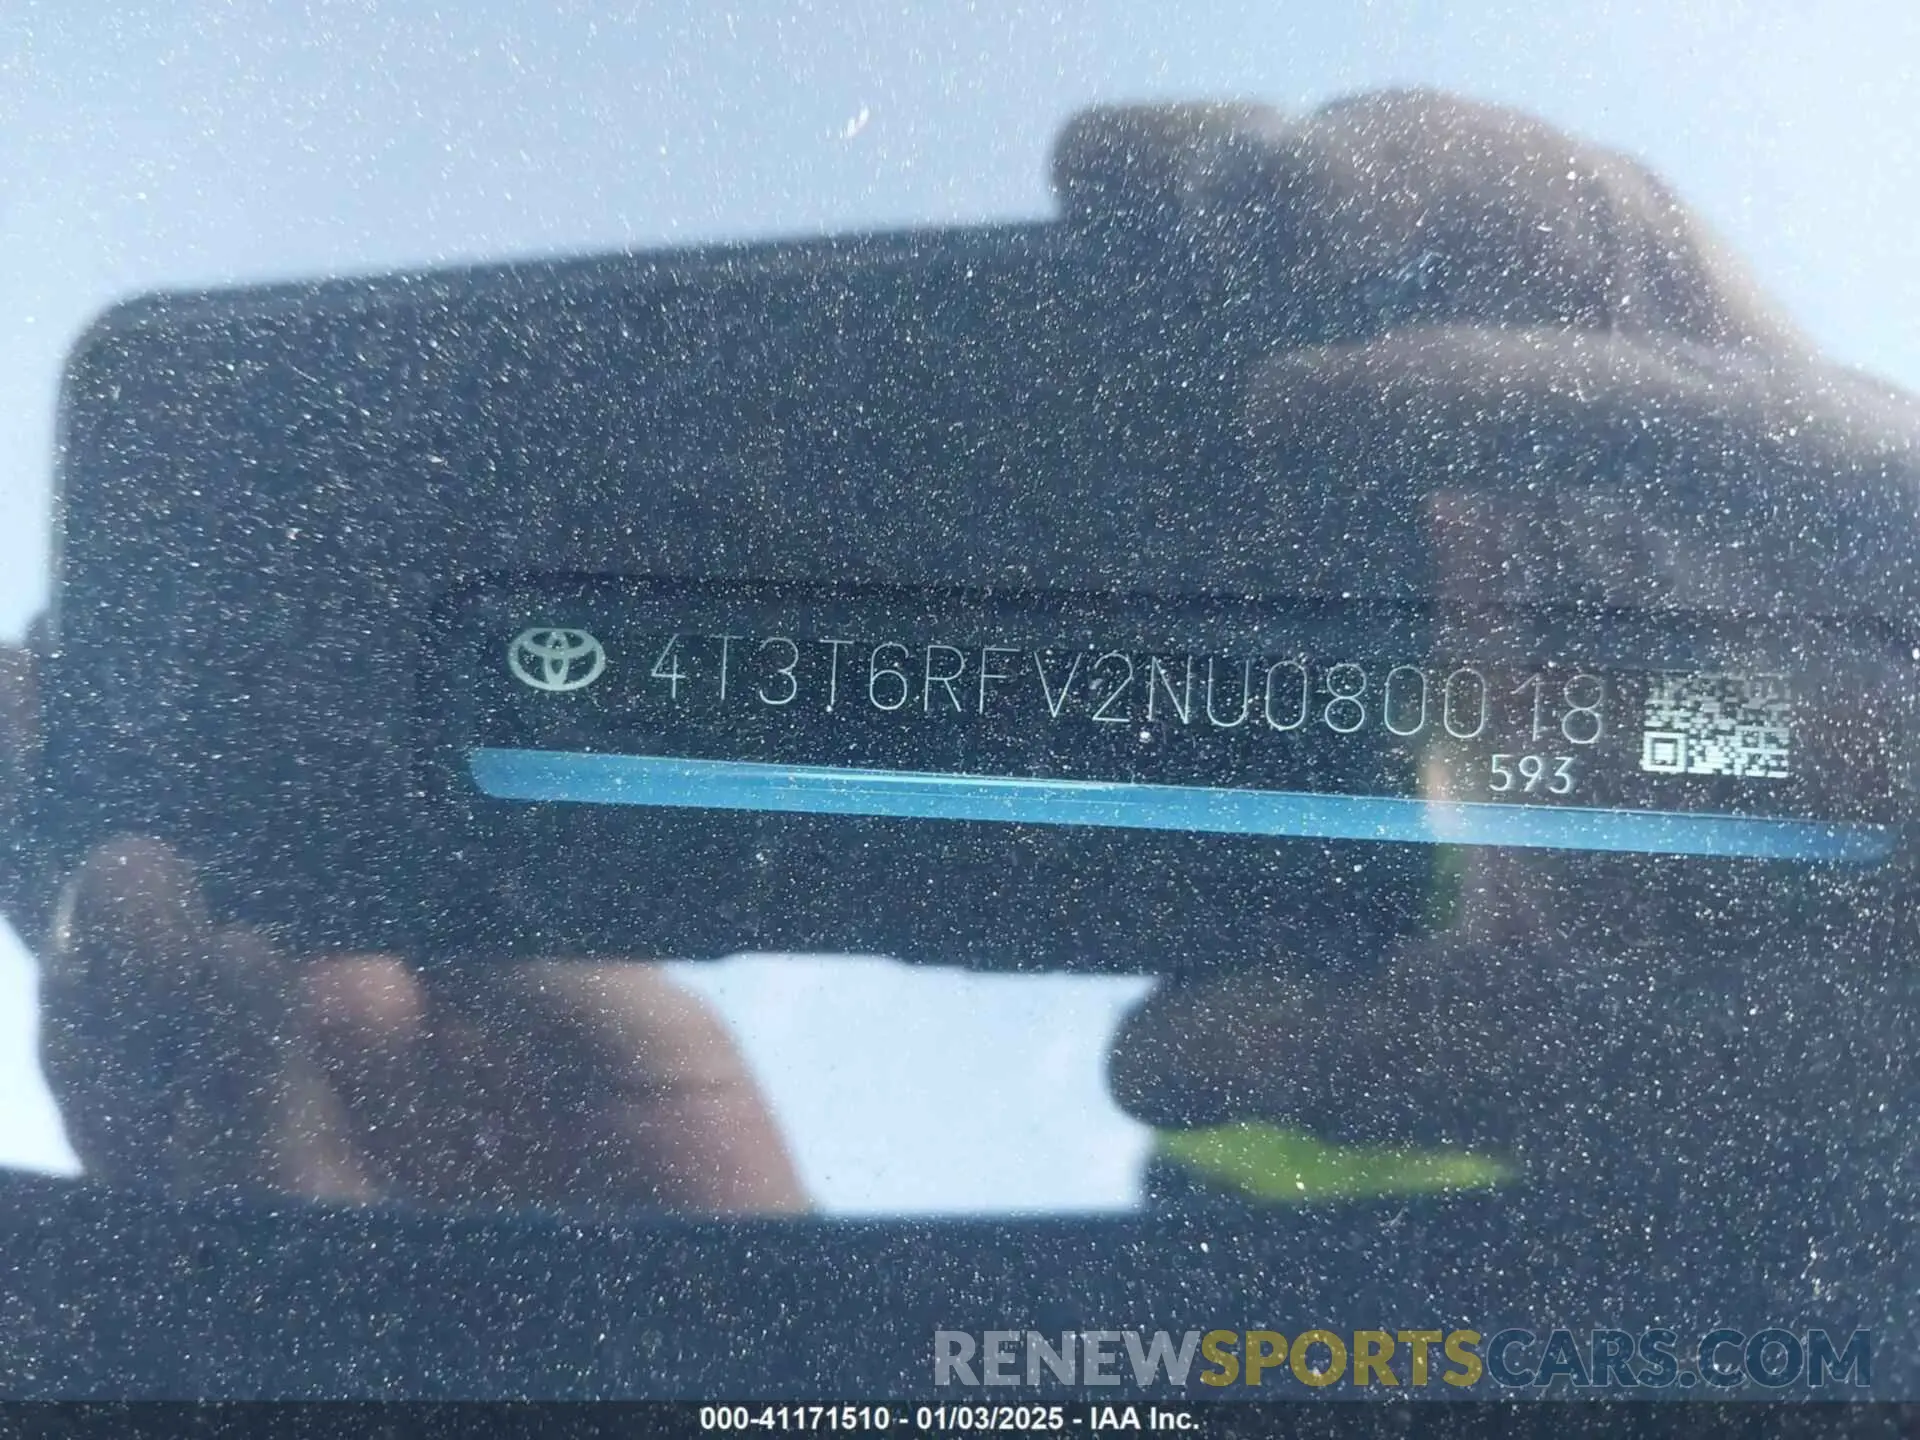 4T3T6RFV2NU080018
593
RENEWSPORTSCARS.COM
000-41171510 - 01/03/2025 - IAA Inc.